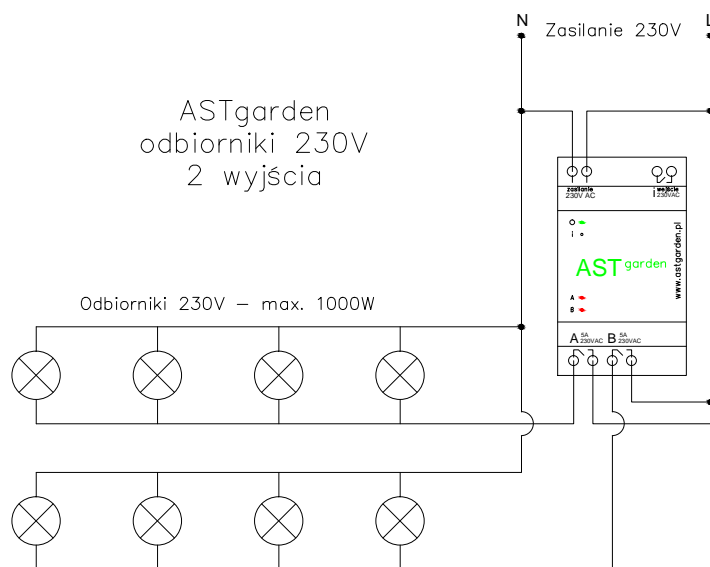 N
Zasilanie 230V
L
ASTgarden
odbiorniki 230V
2 wyjścia
zasilanie
230V AC
i wejście
230VAC
i
AST garden
www.astgarden.pl
A
B
Odbiorniki 230V – max. 1000W
A 5A
230VAC
B 5A
230VAC